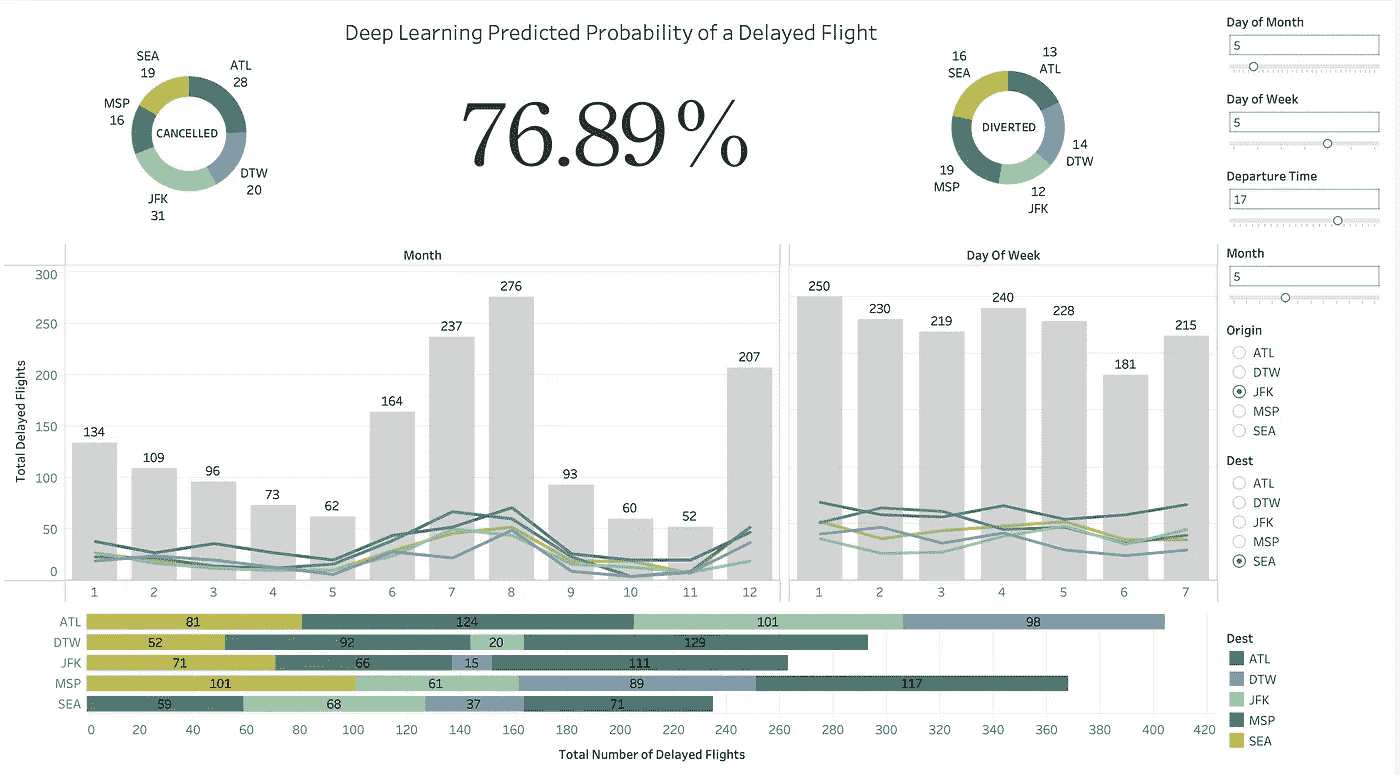 Deep Learning Predicted Probability of a Delayed Flight
76.89%
SEA
19
ATL
28
MSP
16
CANCELLED
DTW
20
JFK
31
16
SEA
13
ATL
DIVERTED
14
DTW
19
MSP
12
JFK
Day of Month
5
Day of Week
5
Departure Time
17
Month
5
Origin
ATL
DTW
JFK
MSP
SEA
Dest
ATL
DTW
JFK
MSP
SEA
Month
Total Delayed Flights
300
250
200
150
100
50
0
134
109
96
73
62
164
237
276
93
60
52
207
1 2 3 4 5 6 7 8 9 10 11 12
Day Of Week
250
230
219
240
228
181
215
1 2 3 4 5 6 7
ATL 81 124 101 98
DTW 52 92 20 129
JFK 71 66 15 111
MSP 101 61 89 117
SEA 59 68 37 71
0 20 40 60 80 100 120 140 160 180 200 220 240 260 280 300 320 340 360 380 400 420
Total Number of Delayed Flights
Dest
ATL
DTW
JFK
MSP
SEA